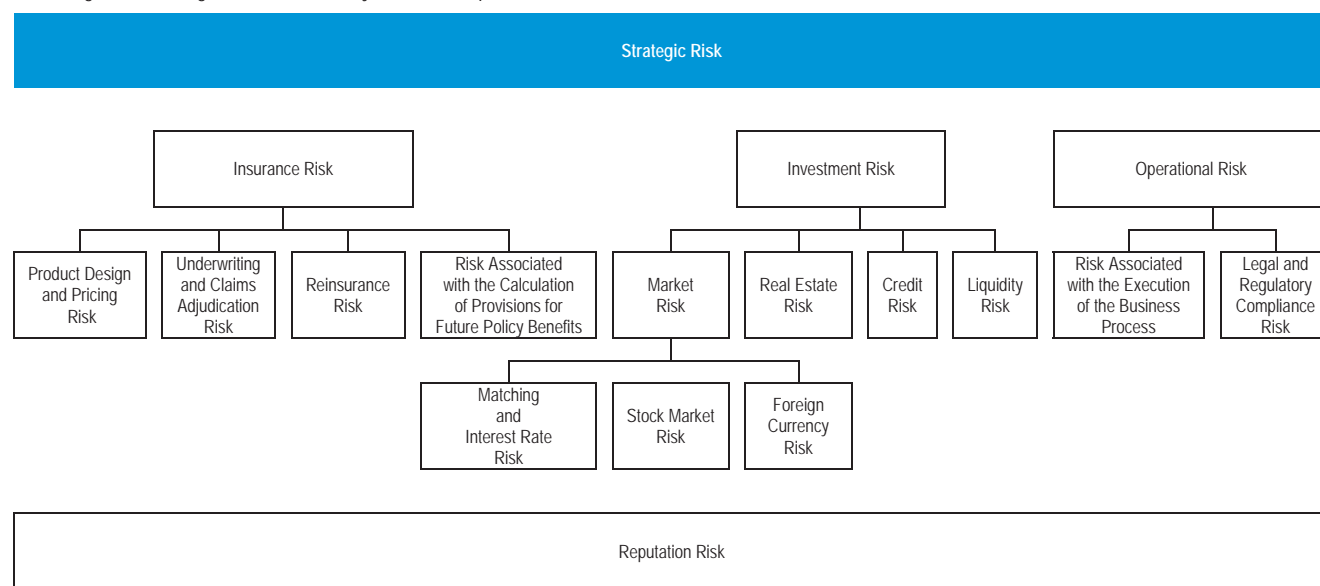 Strategic Risk
Insurance Risk
Investment Risk
Operational Risk
Product Design
and Pricing
Risk
Underwriting
and Claims
Adjudication
Risk
Reinsurance
Risk
Risk Associated
with the Calculation
of Provisions for
Future Policy Benefits
Market
Risk
Real Estate
Risk
Credit
Risk
Liquidity
Risk
Risk Associated
with the Execution
of the Business
Process
Legal and
Regulatory
Compliance
Risk
Matching
and
Interest Rate
Risk
Stock Market
Risk
Foreign
Currency
Risk
Reputation Risk